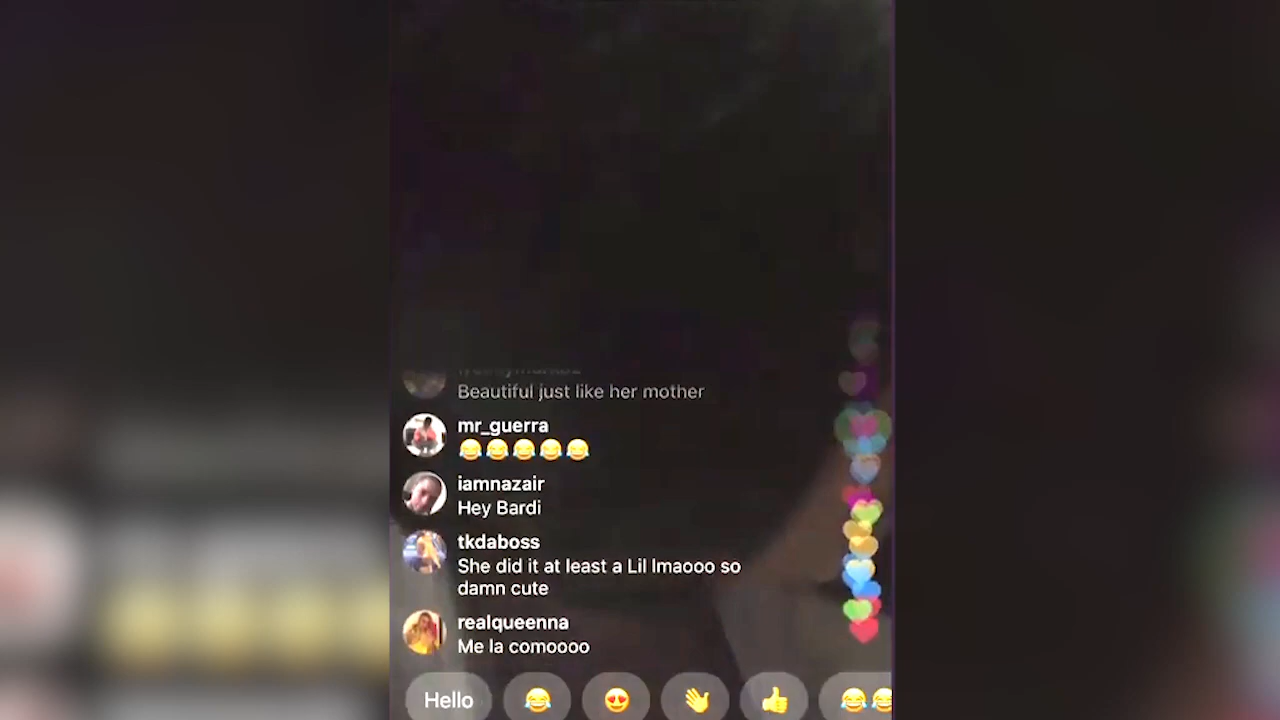 Beautiful just like her mother
mr_guerra
😂😂😂😂😂
iamnazair
Hey Bardi
tkdaboss
She did it at least a Lil lmaooo so
damn cute
realqueenna
Me la comoooo
Hello 😂 😍 👋 👍 😂😂